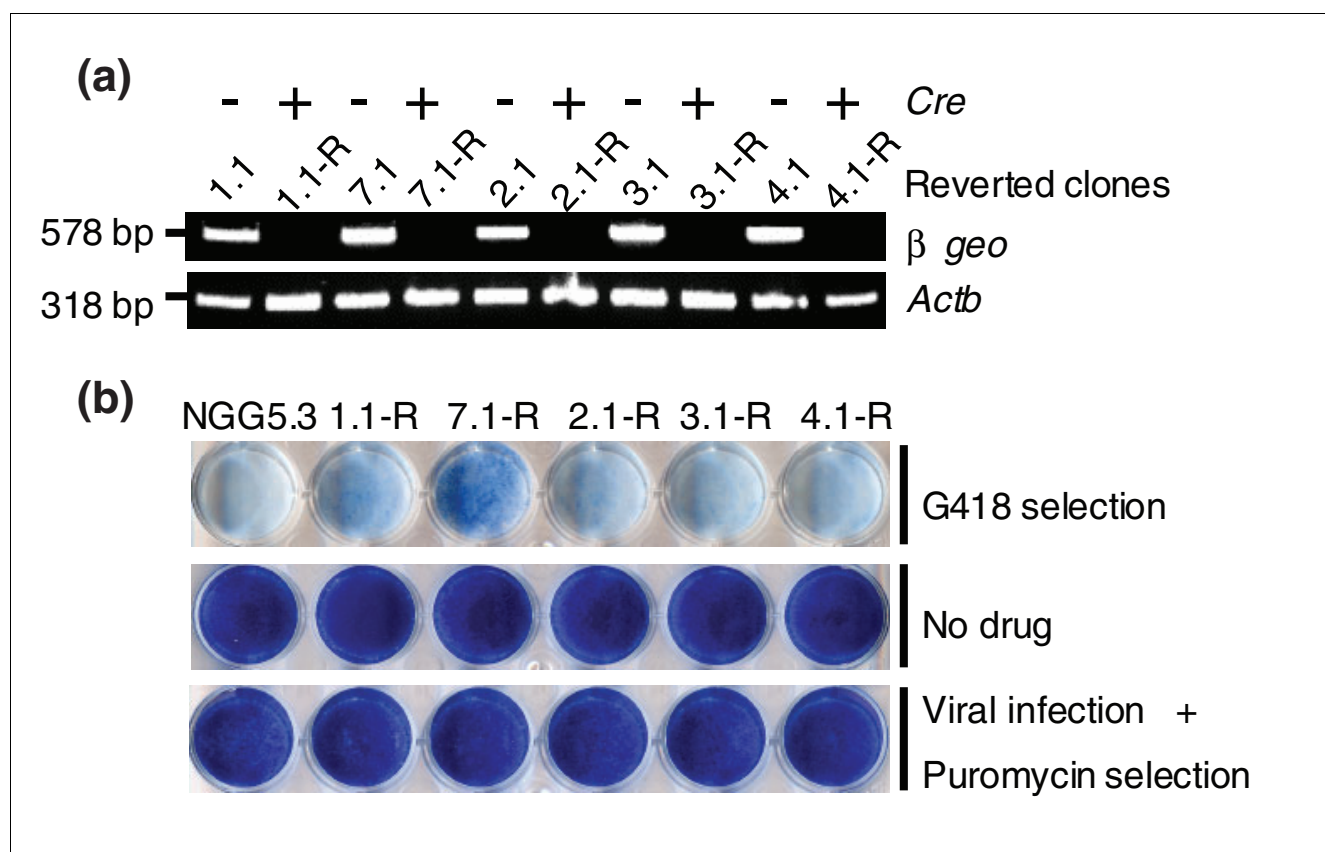 (a)
- + - + - + - + - + Cre
1.1 1.1-R 7.1 7.1-R 2.1 2.1-R 3.1 3.1-R 4.1 4.1-R Reverted clones
578 bp β geo
318 bp Actb
(b)
NGG5.3 1.1-R 7.1-R 2.1-R 3.1-R 4.1-R
G418 selection
No drug
Viral infection +
Puromycin selection